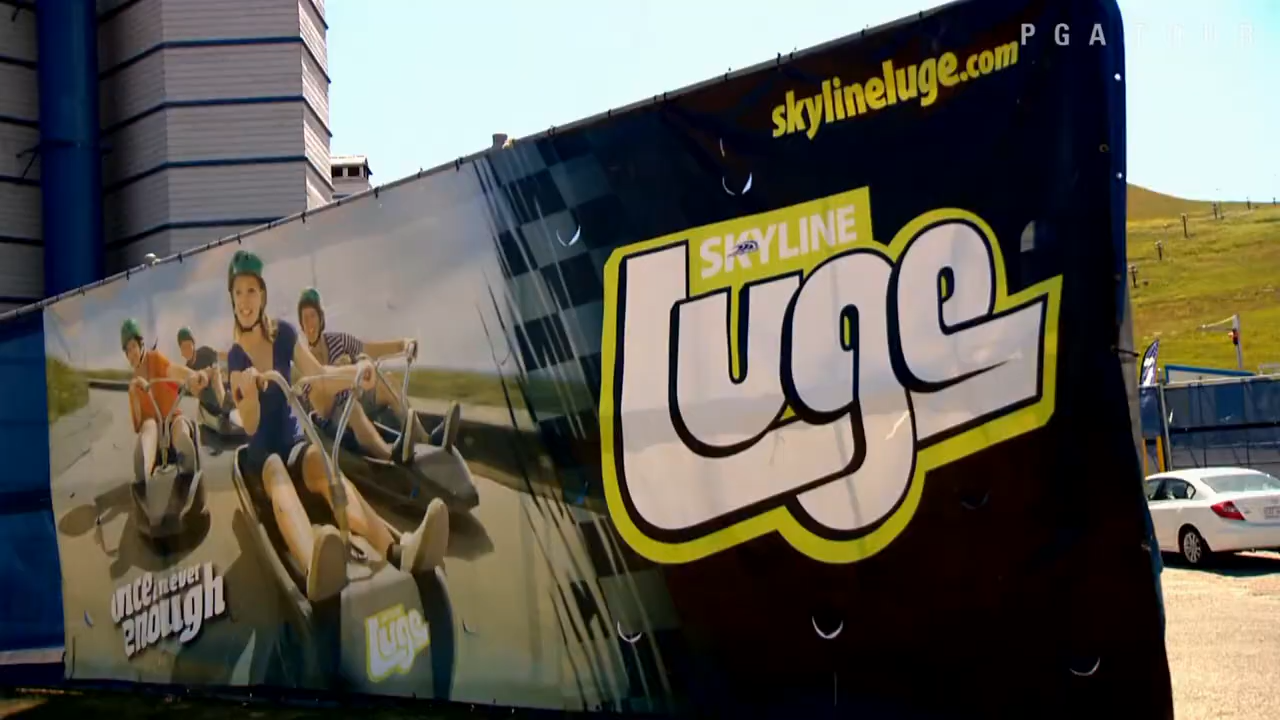 PGA TOUR
skylineluge.com
SKYLINE
Luge
once is never
enough
Luge